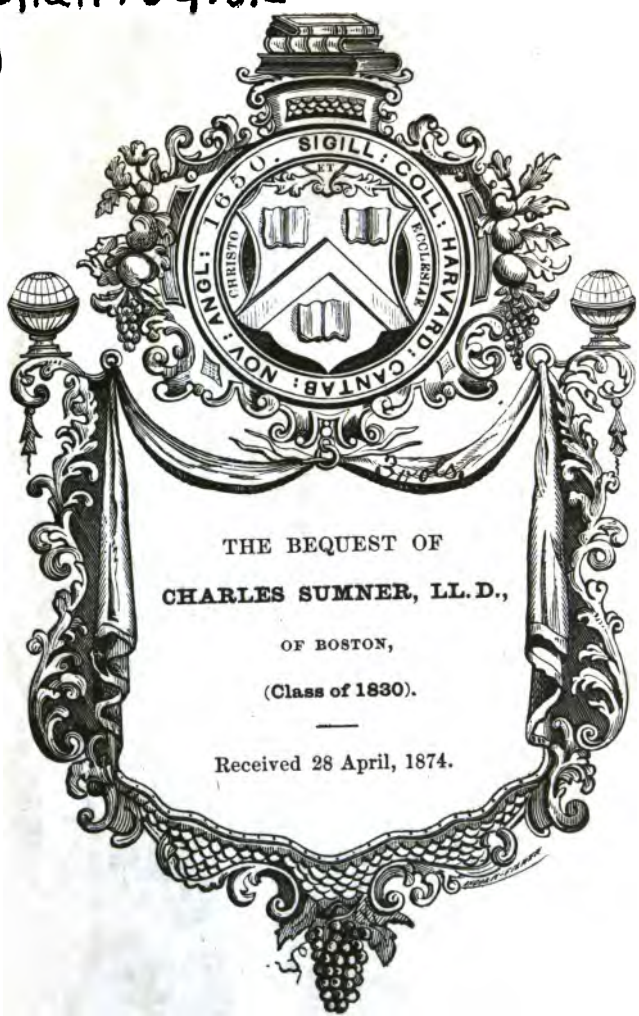 SIGILL: COLL: HARVARD: CANTAB: NOV: ANGL: 1650.
ET
CHRISTO
ECCLESIAE
THE BEQUEST OF
CHARLES SUMNER, LL.D.,
OF BOSTON,
(Class of 1830).
Received 28 April, 1874.